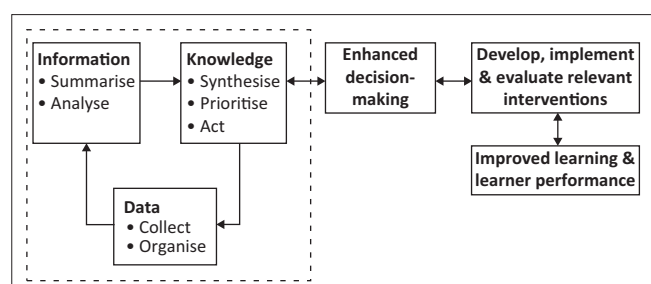 Information
• Summarise
• Analyse
Knowledge
• Synthesise
• Prioritise
• Act
Data
• Collect
• Organise
Enhanced
decision-
making
Develop, implement
& evaluate relevant
interventions
Improved learning &
learner performance